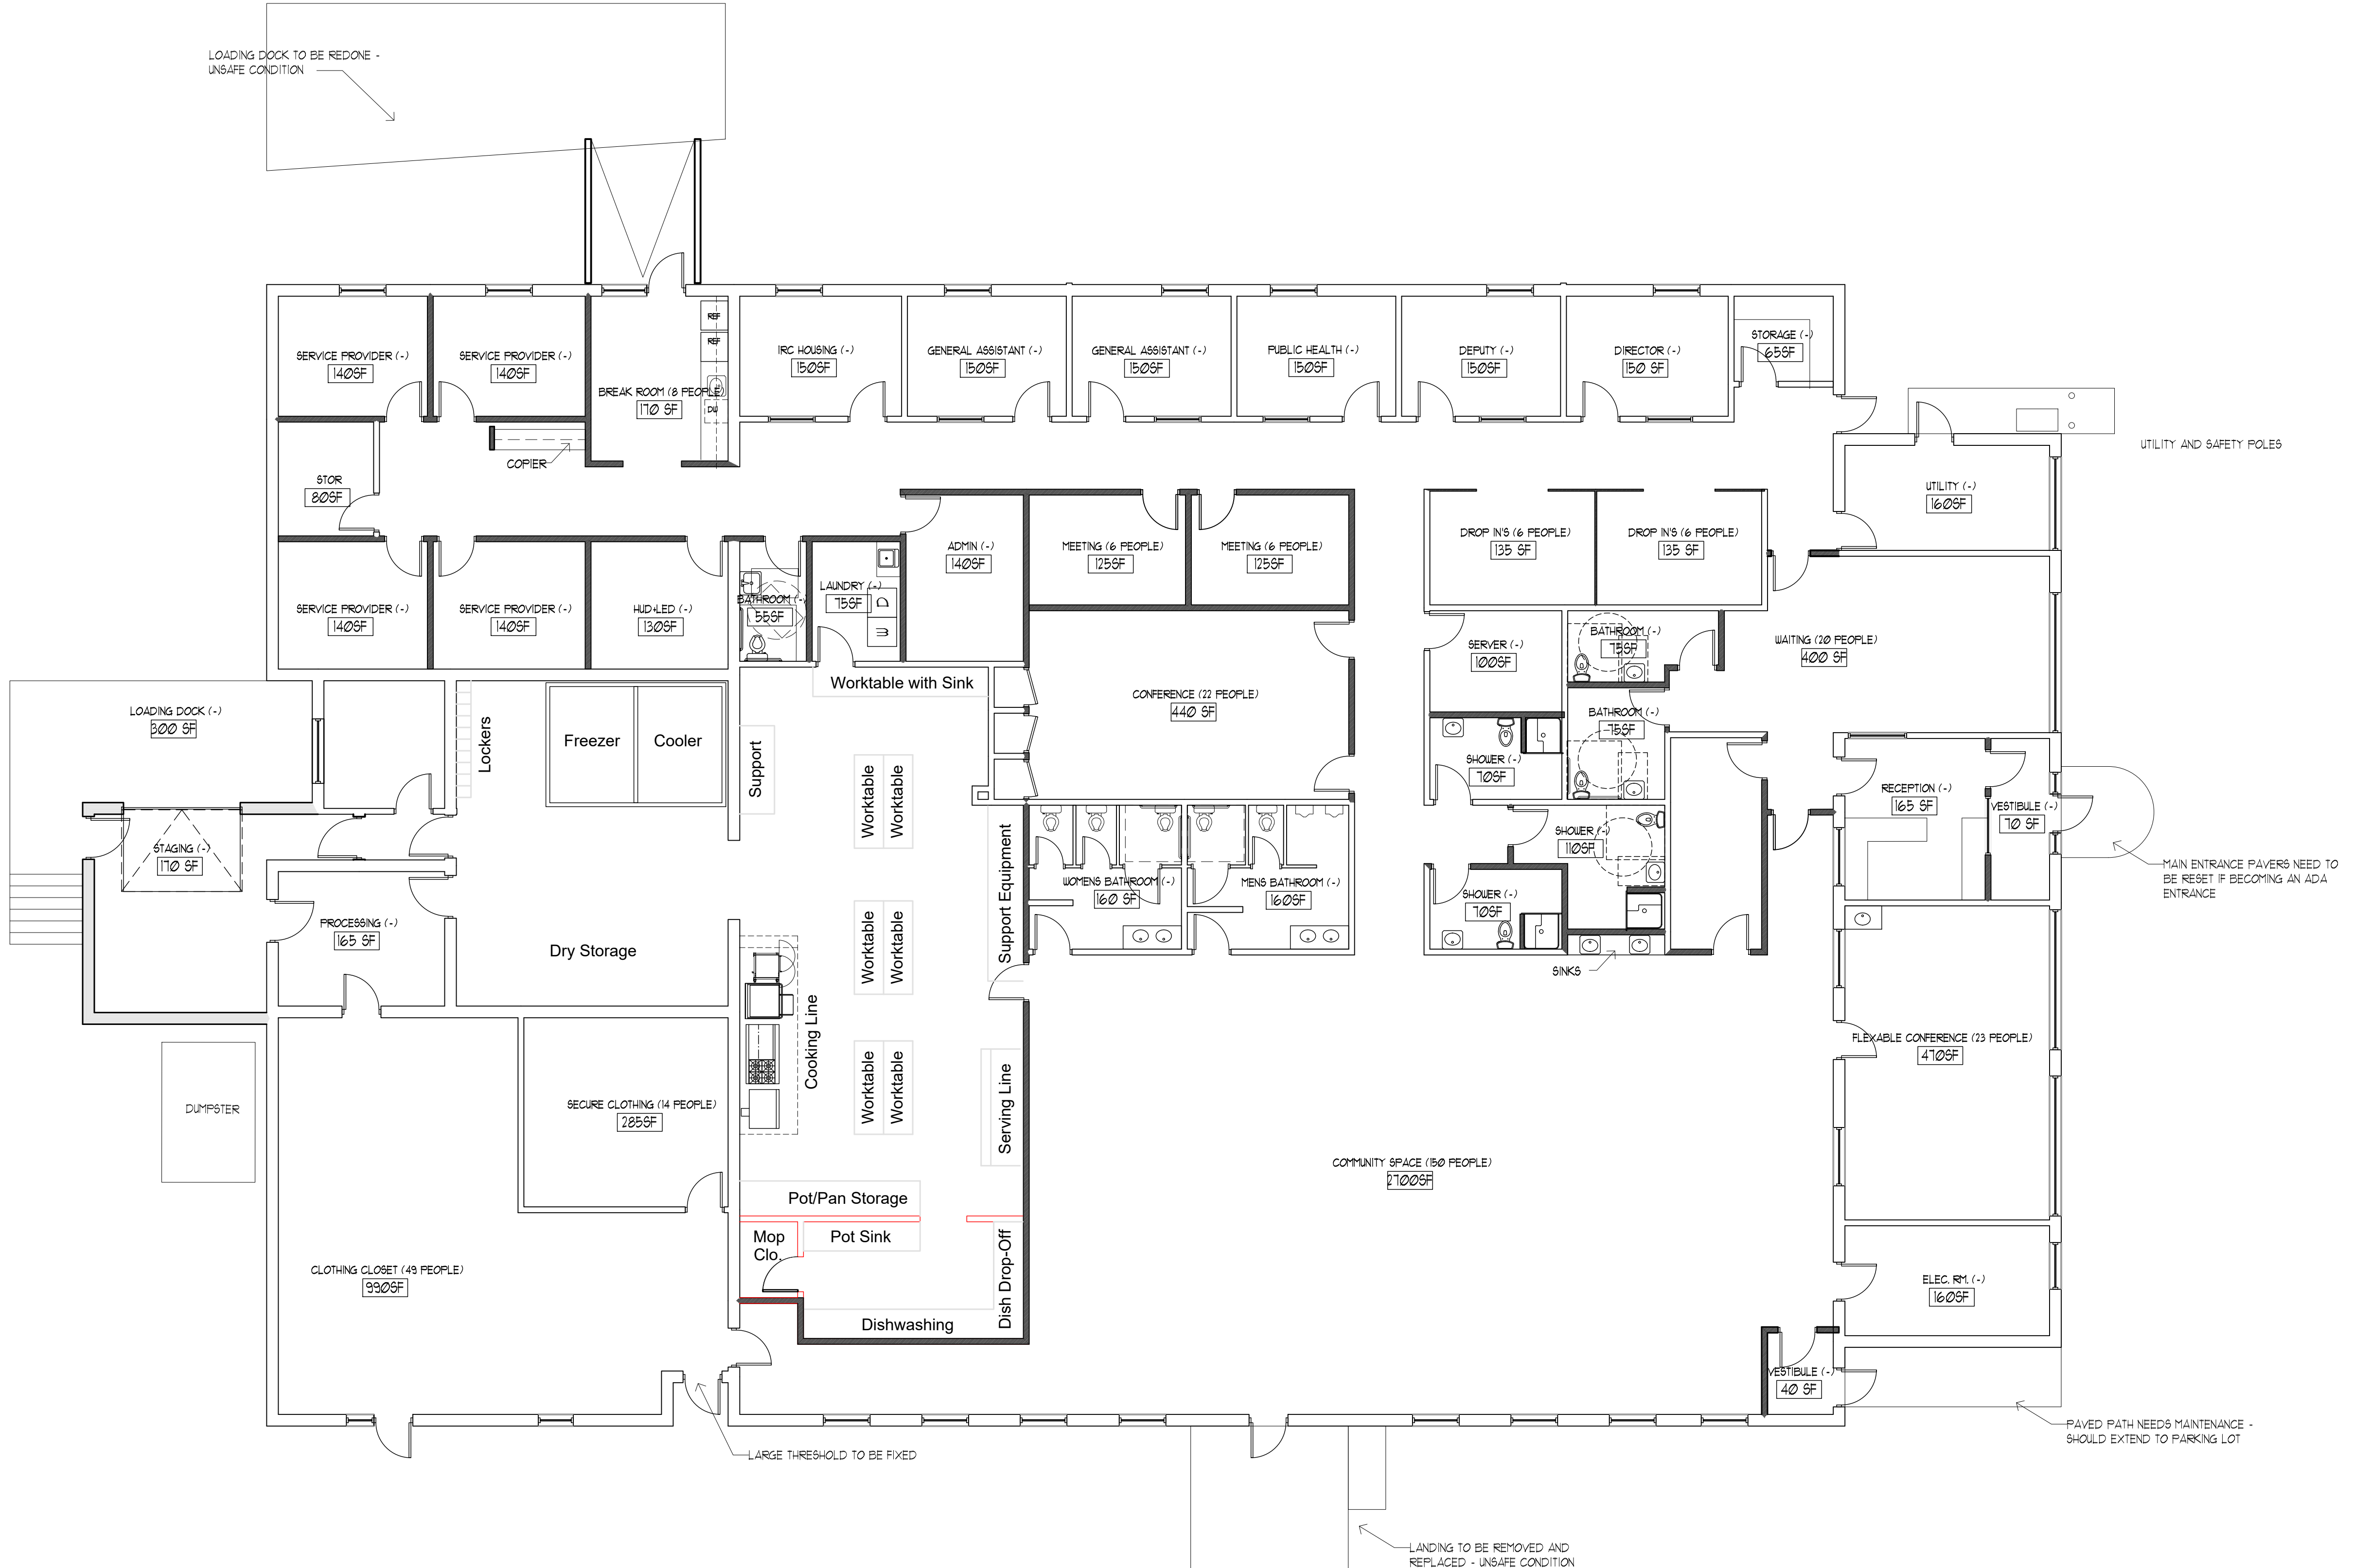 LOADING DOCK TO BE REDONE -
UNSAFE CONDITION
SERVICE PROVIDER (-)
140SF
SERVICE PROVIDER (-)
140SF
BREAK ROOM (8 PEOPLE)
170 SF
REF
REF
DW
IRC HOUSING (-)
150SF
GENERAL ASSISTANT (-)
150SF
GENERAL ASSISTANT (-)
150SF
PUBLIC HEALTH (-)
150SF
DEPUTY (-)
150SF
DIRECTOR (-)
150 SF
STORAGE (-)
65SF
UTILITY AND SAFETY POLES
COPIER
STOR
80SF
UTILITY (-)
160SF
ADMIN (-)
140SF
MEETING (6 PEOPLE)
125SF
MEETING (6 PEOPLE)
125SF
DROP IN'S (6 PEOPLE)
135 SF
DROP IN'S (6 PEOPLE)
135 SF
SERVICE PROVIDER (-)
140SF
SERVICE PROVIDER (-)
140SF
HUD+LED (-)
130SF
BATHROOM (-)
55SF
LAUNDRY (-)
75SF
D
W
SERVER (-)
100SF
BATHROOM (-)
75SF
WAITING (20 PEOPLE)
400 SF
LOADING DOCK (-)
300 SF
Lockers
Freezer
Cooler
Worktable with Sink
Support
CONFERENCE (22 PEOPLE)
440 SF
BATHROOM (-)
75SF
SHOWER (-)
70SF
Worktable
Worktable
RECEPTION (-)
165 SF
VESTIBULE (-)
70 SF
STAGING (-)
170 SF
SHOWER (-)
110SF
MAIN ENTRANCE PAVERS NEED TO
BE RESET IF BECOMING AN ADA
ENTRANCE
PROCESSING (-)
165 SF
Dry Storage
Support Equipment
WOMENS BATHROOM (-)
160 SF
MENS BATHROOM (-)
160SF
SHOWER (-)
70SF
SINKS
Worktable
Worktable
Cooking Line
FLEXABLE CONFERENCE (23 PEOPLE)
470SF
DUMPSTER
SECURE CLOTHING (14 PEOPLE)
285SF
Worktable
Worktable
Serving Line
COMMUNITY SPACE (150 PEOPLE)
2700SF
Pot/Pan Storage
Mop
Clo.
Pot Sink
Dish Drop-Off
CLOTHING CLOSET (49 PEOPLE)
990SF
ELEC. RM. (-)
160SF
Dishwashing
VESTIBULE (-)
40 SF
LARGE THRESHOLD TO BE FIXED
PAVED PATH NEEDS MAINTENANCE -
SHOULD EXTEND TO PARKING LOT
LANDING TO BE REMOVED AND
REPLACED - UNSAFE CONDITION